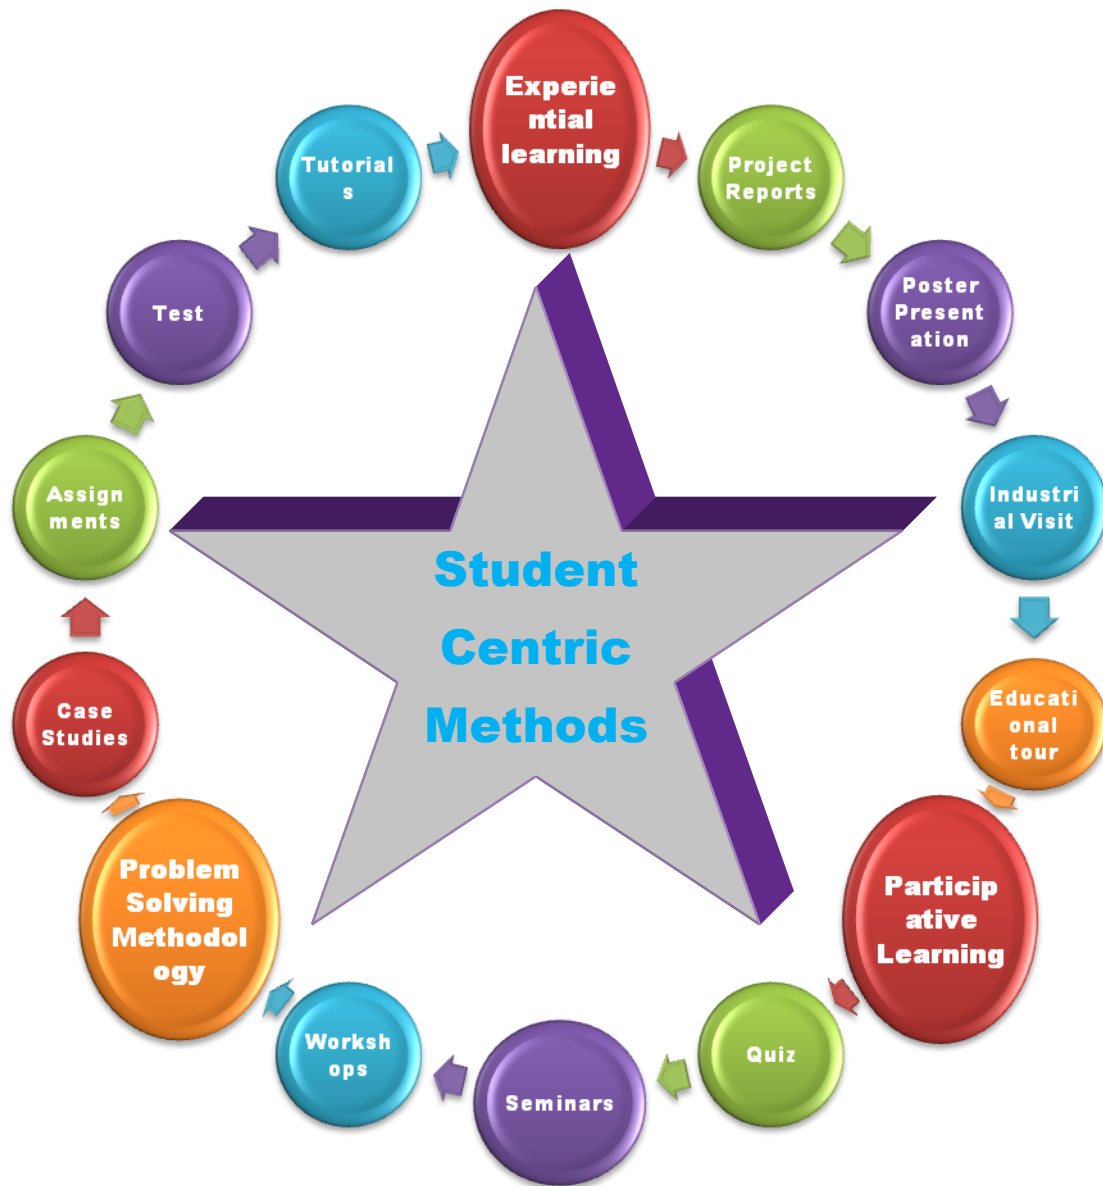 Experie
ntial
learning
Project
Reports
Poster
Present
ation
Industri
al Visit
Educati
onal
tour
Particip
ative
Learning
Quiz
Seminars
Worksh
ops
Problem
Solving
Methodol
ogy
Case
Studies
Assign
ments
Test
Tutorial
s
Student
Centric
Methods